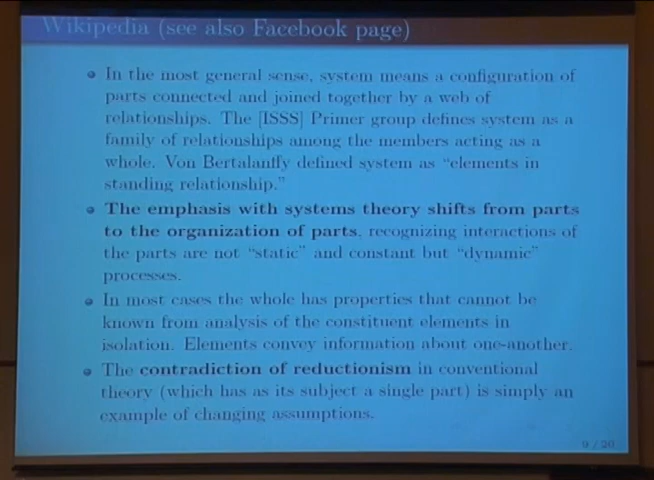 Wikipedia (see also Facebook page)
In the most general sense, system means a configuration of
parts connected and joined together by a web of
relationships. The [ISSS] Primer group defines system as a
family of relationships among the members acting as a
whole. Von Bertalanffy defined system as "elements in
standing relationship."
The emphasis with systems theory shifts from parts
to the organization of parts, recognizing interactions of
the parts are not "static" and constant but "dynamic"
processes.
In most cases the whole has properties that cannot be
known from analysis of the constituent elements in
isolation. Elements convey information about one-another.
The contradiction of reductionism in conventional
theory (which has as its subject a single part) is simply an
example of changing assumptions.
9 / 20